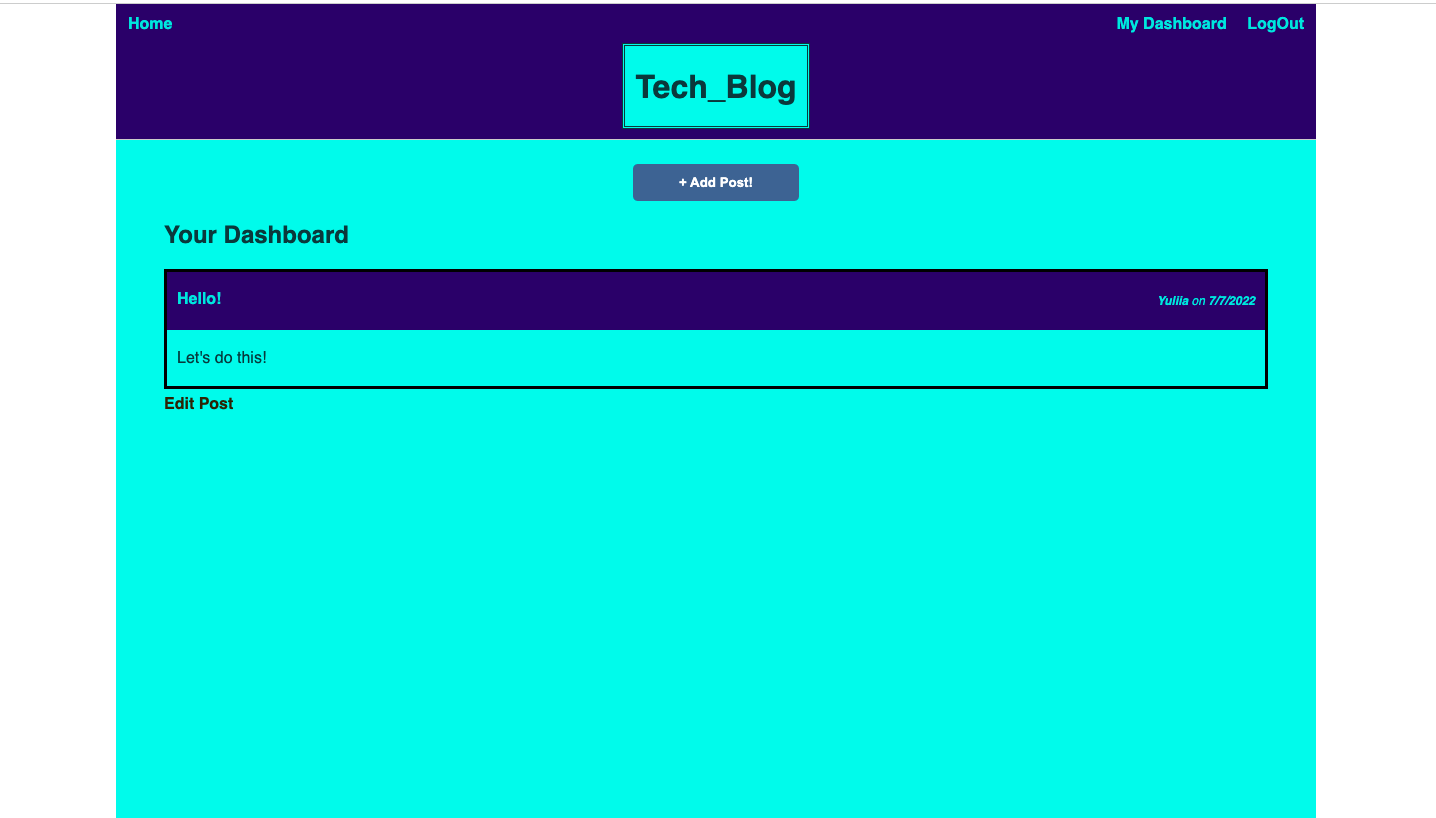 Home My Dashboard LogOut
Tech_Blog
+ Add Post!
Your Dashboard
Hello! Yuliia on 7/7/2022
Let's do this!
Edit Post